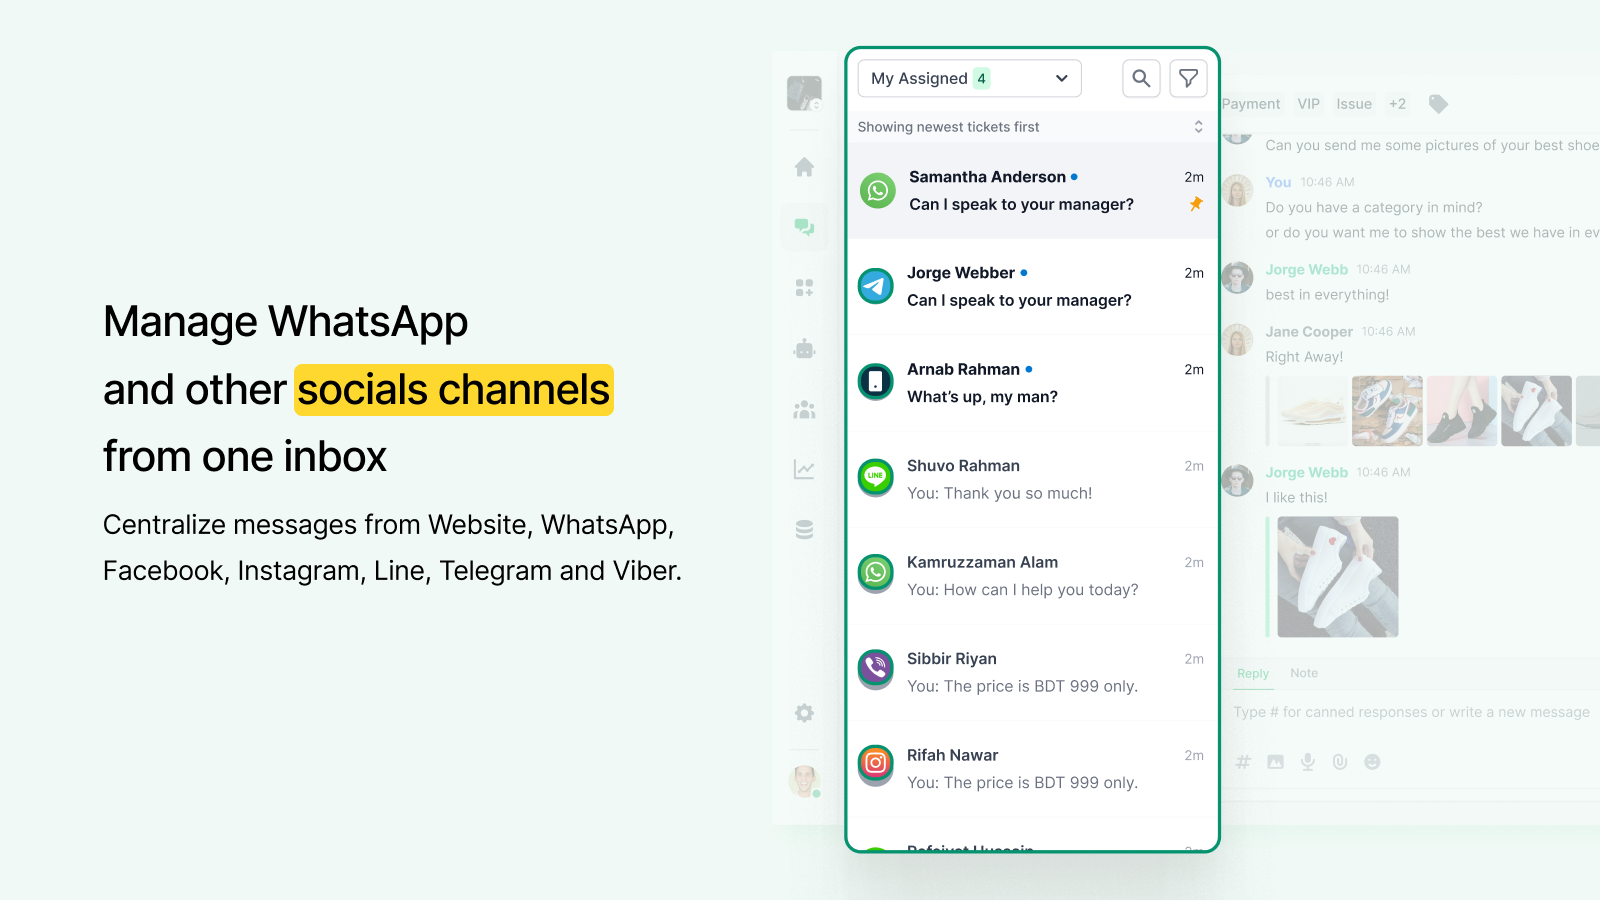 Manage WhatsApp
and other socials channels
from one inbox
Centralize messages from Website, WhatsApp,
Facebook, Instagram, Line, Telegram and Viber.
My Assigned 4
Showing newest tickets first
Samantha Anderson 2m
Can I speak to your manager?
Jorge Webber 2m
Can I speak to your manager?
Arnab Rahman 2m
What's up, my man?
LINE
Shuvo Rahman 2m
You: Thank you so much!
Kamruzzaman Alam 2m
You: How can I help you today?
Sibbir Riyan 2m
You: The price is BDT 999 only.
Rifah Nawar 2m
You: The price is BDT 999 only.
Payment VIP Issue +2
Can you send me some pictures of your best shoe
You 10:46 AM
Do you have a category in mind?
or do you want me to show the best we have in ev
Jorge Webb 10:46 AM
best in everything!
Jane Cooper 10:46 AM
Right Away!
Jorge Webb 10:46 AM
I like this!
Reply Note
Type # for canned responses or write a new message